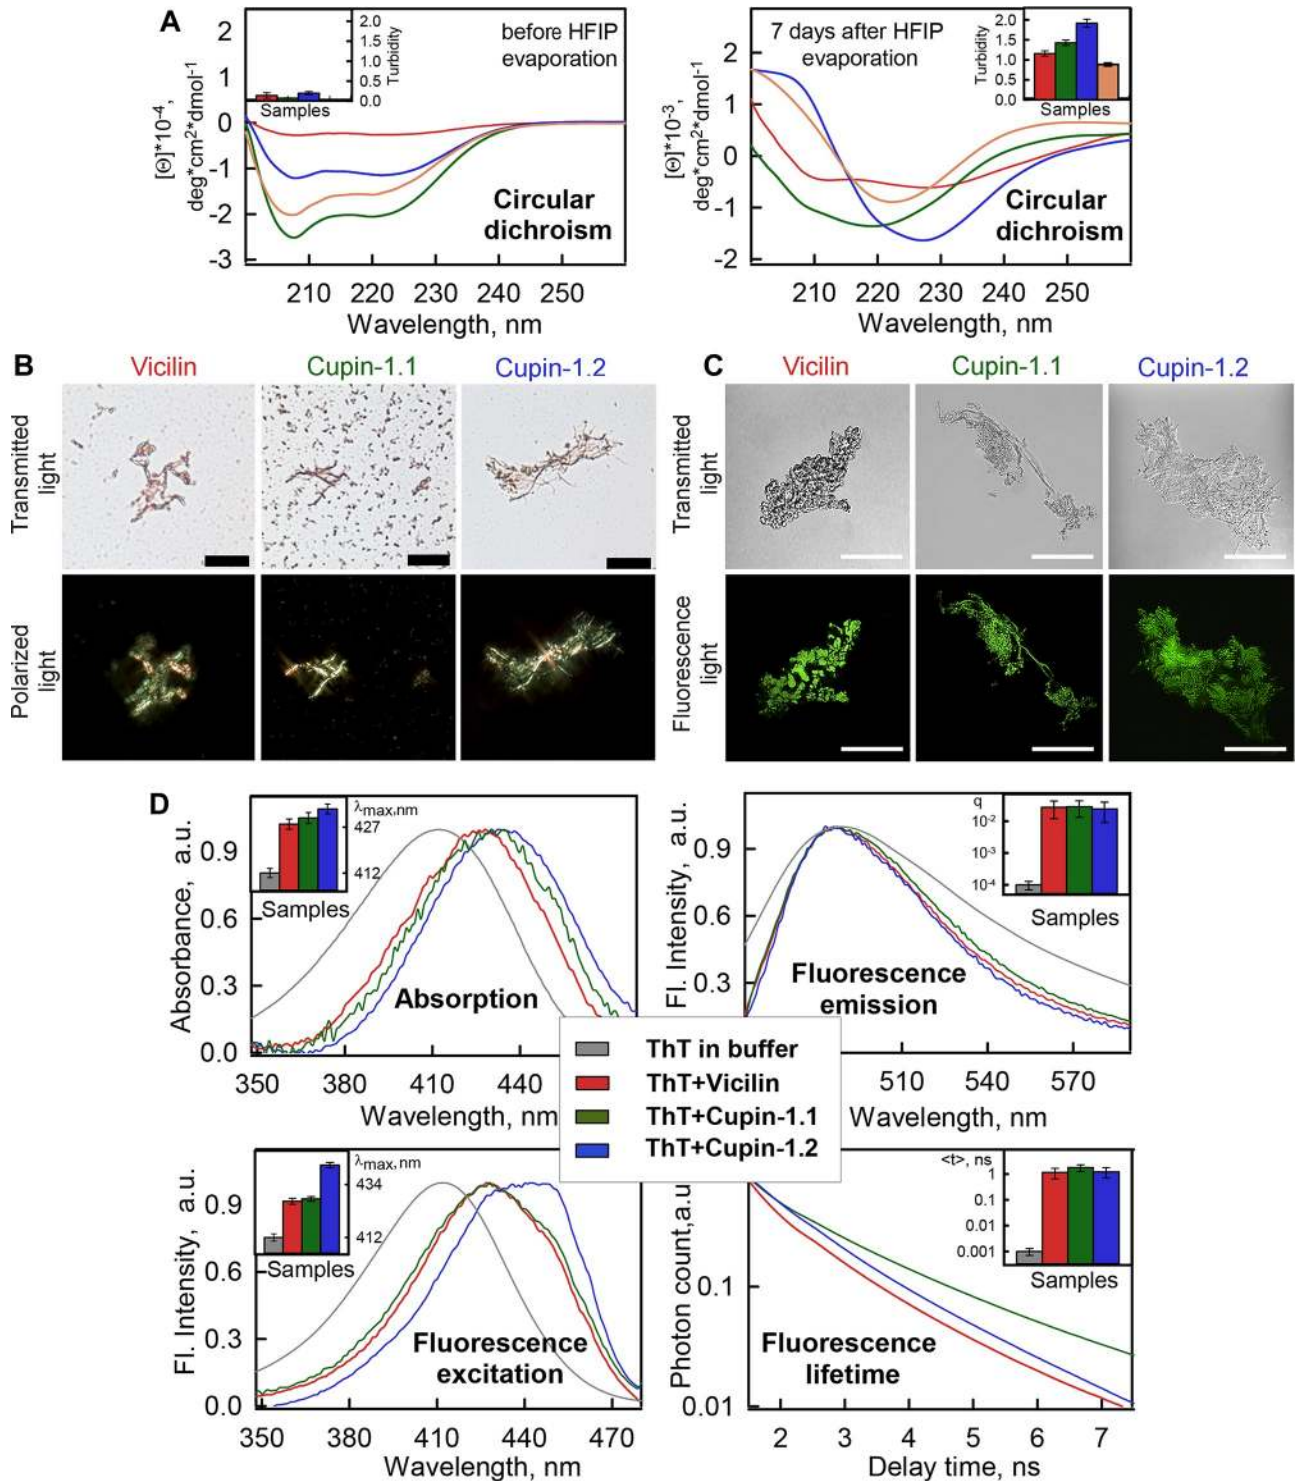 A
before HFIP
evaporation
2
1
0
-1
-2
-3
[Θ]*10⁻⁴,
deg*cm²*dmol⁻¹
2.0
1.5
1.0
0.5
0.0
Turbidity
Samples
Circular
dichroism
210 220 230 240 250
Wavelength, nm
7 days after HFIP
evaporation
2
1
0
-1
-2
[Θ]*10⁻³,
deg*cm²*dmol⁻¹
2.0
1.5
1.0
0.5
0.0
Turbidity
Samples
Circular
dichroism
210 220 230 240 250
Wavelength, nm
B
Vicilin Cupin-1.1 Cupin-1.2
Transmitted
light
Polarized
light
C
Vicilin Cupin-1.1 Cupin-1.2
Transmitted
light
Fluorescence
light
D
Absorbance, a.u.
0.9
0.6
0.3
0.0
λmax,nm
427
412
Samples
Absorption
350 380 410 440
Wavelength, nm
Fl. Intensity, a.u.
0.9
0.6
0.3
q
10⁻²
10⁻³
10⁻⁴
Samples
Fluorescence
emission
510 540 570
Wavelength, nm
ThT in buffer
ThT+Vicilin
ThT+Cupin-1.1
ThT+Cupin-1.2
Fl. Intensity, a.u.
0.9
0.6
0.3
0.0
λmax,nm
434
412
Samples
Fluorescence
excitation
350 380 410 440 470
Wavelength, nm
Photon count,a.u
0.1
0.01
<t>, ns
1
0.1
0.01
0.001
Samples
Fluorescence
lifetime
2 3 4 5 6 7
Delay time, ns